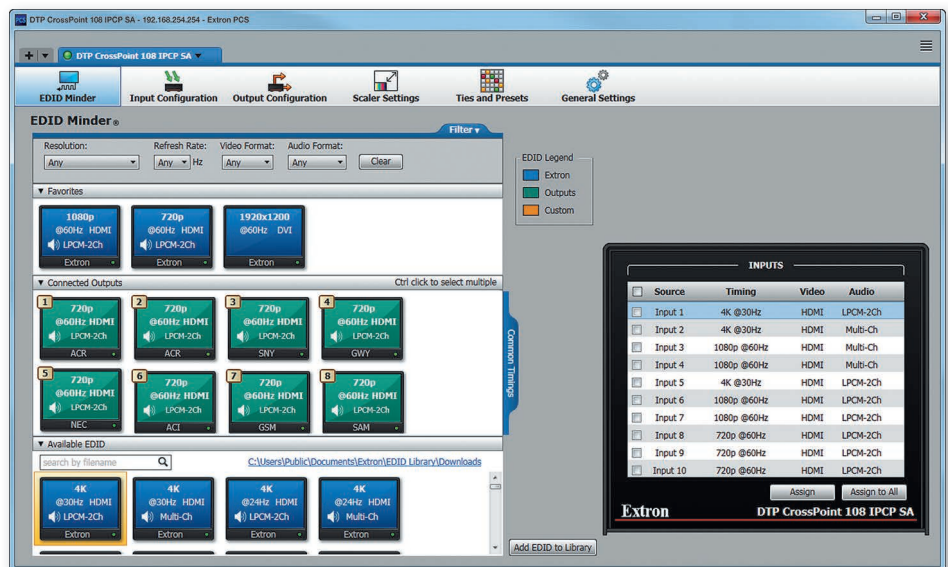 PCS DTP CrossPoint 108 IPCP SA - 192.168.254.254 - Extron PCS
DTP CrossPoint 108 IPCP SA
EDID Minder
Input Configuration
Output Configuration
Scaler Settings
Ties and Presets
General Settings
EDID Minder®
Filter
Resolution: Refresh Rate: Video Format: Audio Format:
Any Any Hz Any Any Clear
Favorites
1080p
@60Hz HDMI
LPCM-2Ch
Extron
720p
@60Hz HDMI
LPCM-2Ch
Extron
1920x1200
@60Hz DVI
Extron
Connected Outputs Ctrl click to select multiple
1
720p
@60Hz HDMI
LPCM-2Ch
ACR
2
720p
@60Hz HDMI
LPCM-2Ch
ACR
3
720p
@60Hz HDMI
LPCM-2Ch
SNY
4
720p
@60Hz HDMI
LPCM-2Ch
GWY
5
720p
@60Hz HDMI
LPCM-2Ch
NEC
6
720p
@60Hz HDMI
LPCM-2Ch
ACI
7
720p
@60Hz HDMI
LPCM-2Ch
GSM
8
720p
@60Hz HDMI
LPCM-2Ch
SAM
Available EDID
search by filename C:\Users\Public\Documents\Extron\EDID Library\Downloads
4K
@30Hz HDMI
LPCM-2Ch
Extron
4K
@30Hz HDMI
Multi-Ch
Extron
4K
@24Hz HDMI
LPCM-2Ch
Extron
4K
@24Hz HDMI
Multi-Ch
Extron
Common Timings
Add EDID to Library
EDID Legend
Extron
Outputs
Custom
INPUTS
Source Timing Video Audio
Input 1 4K @30Hz HDMI LPCM-2Ch
Input 2 4K @30Hz HDMI Multi-Ch
Input 3 1080p @60Hz HDMI Multi-Ch
Input 4 1080p @60Hz HDMI Multi-Ch
Input 5 4K @30Hz HDMI LPCM-2Ch
Input 6 1080p @60Hz HDMI LPCM-2Ch
Input 7 1080p @60Hz HDMI LPCM-2Ch
Input 8 720p @60Hz HDMI LPCM-2Ch
Input 9 720p @60Hz HDMI LPCM-2Ch
Input 10 720p @60Hz HDMI LPCM-2Ch
Assign Assign to All
Extron DTP CrossPoint 108 IPCP SA